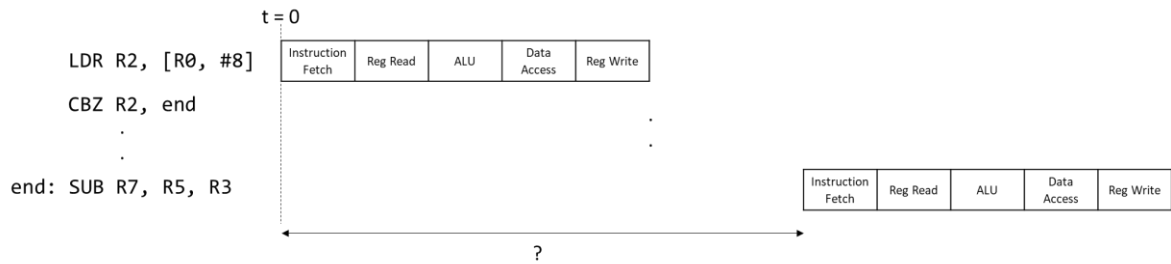 t = 0
LDR R2, [R0, #8]
Instruction Fetch
Reg Read
ALU
Data Access
Reg Write
CBZ R2, end
.
.
.
.
end: SUB R7, R5, R3
Instruction Fetch
Reg Read
ALU
Data Access
Reg Write
?